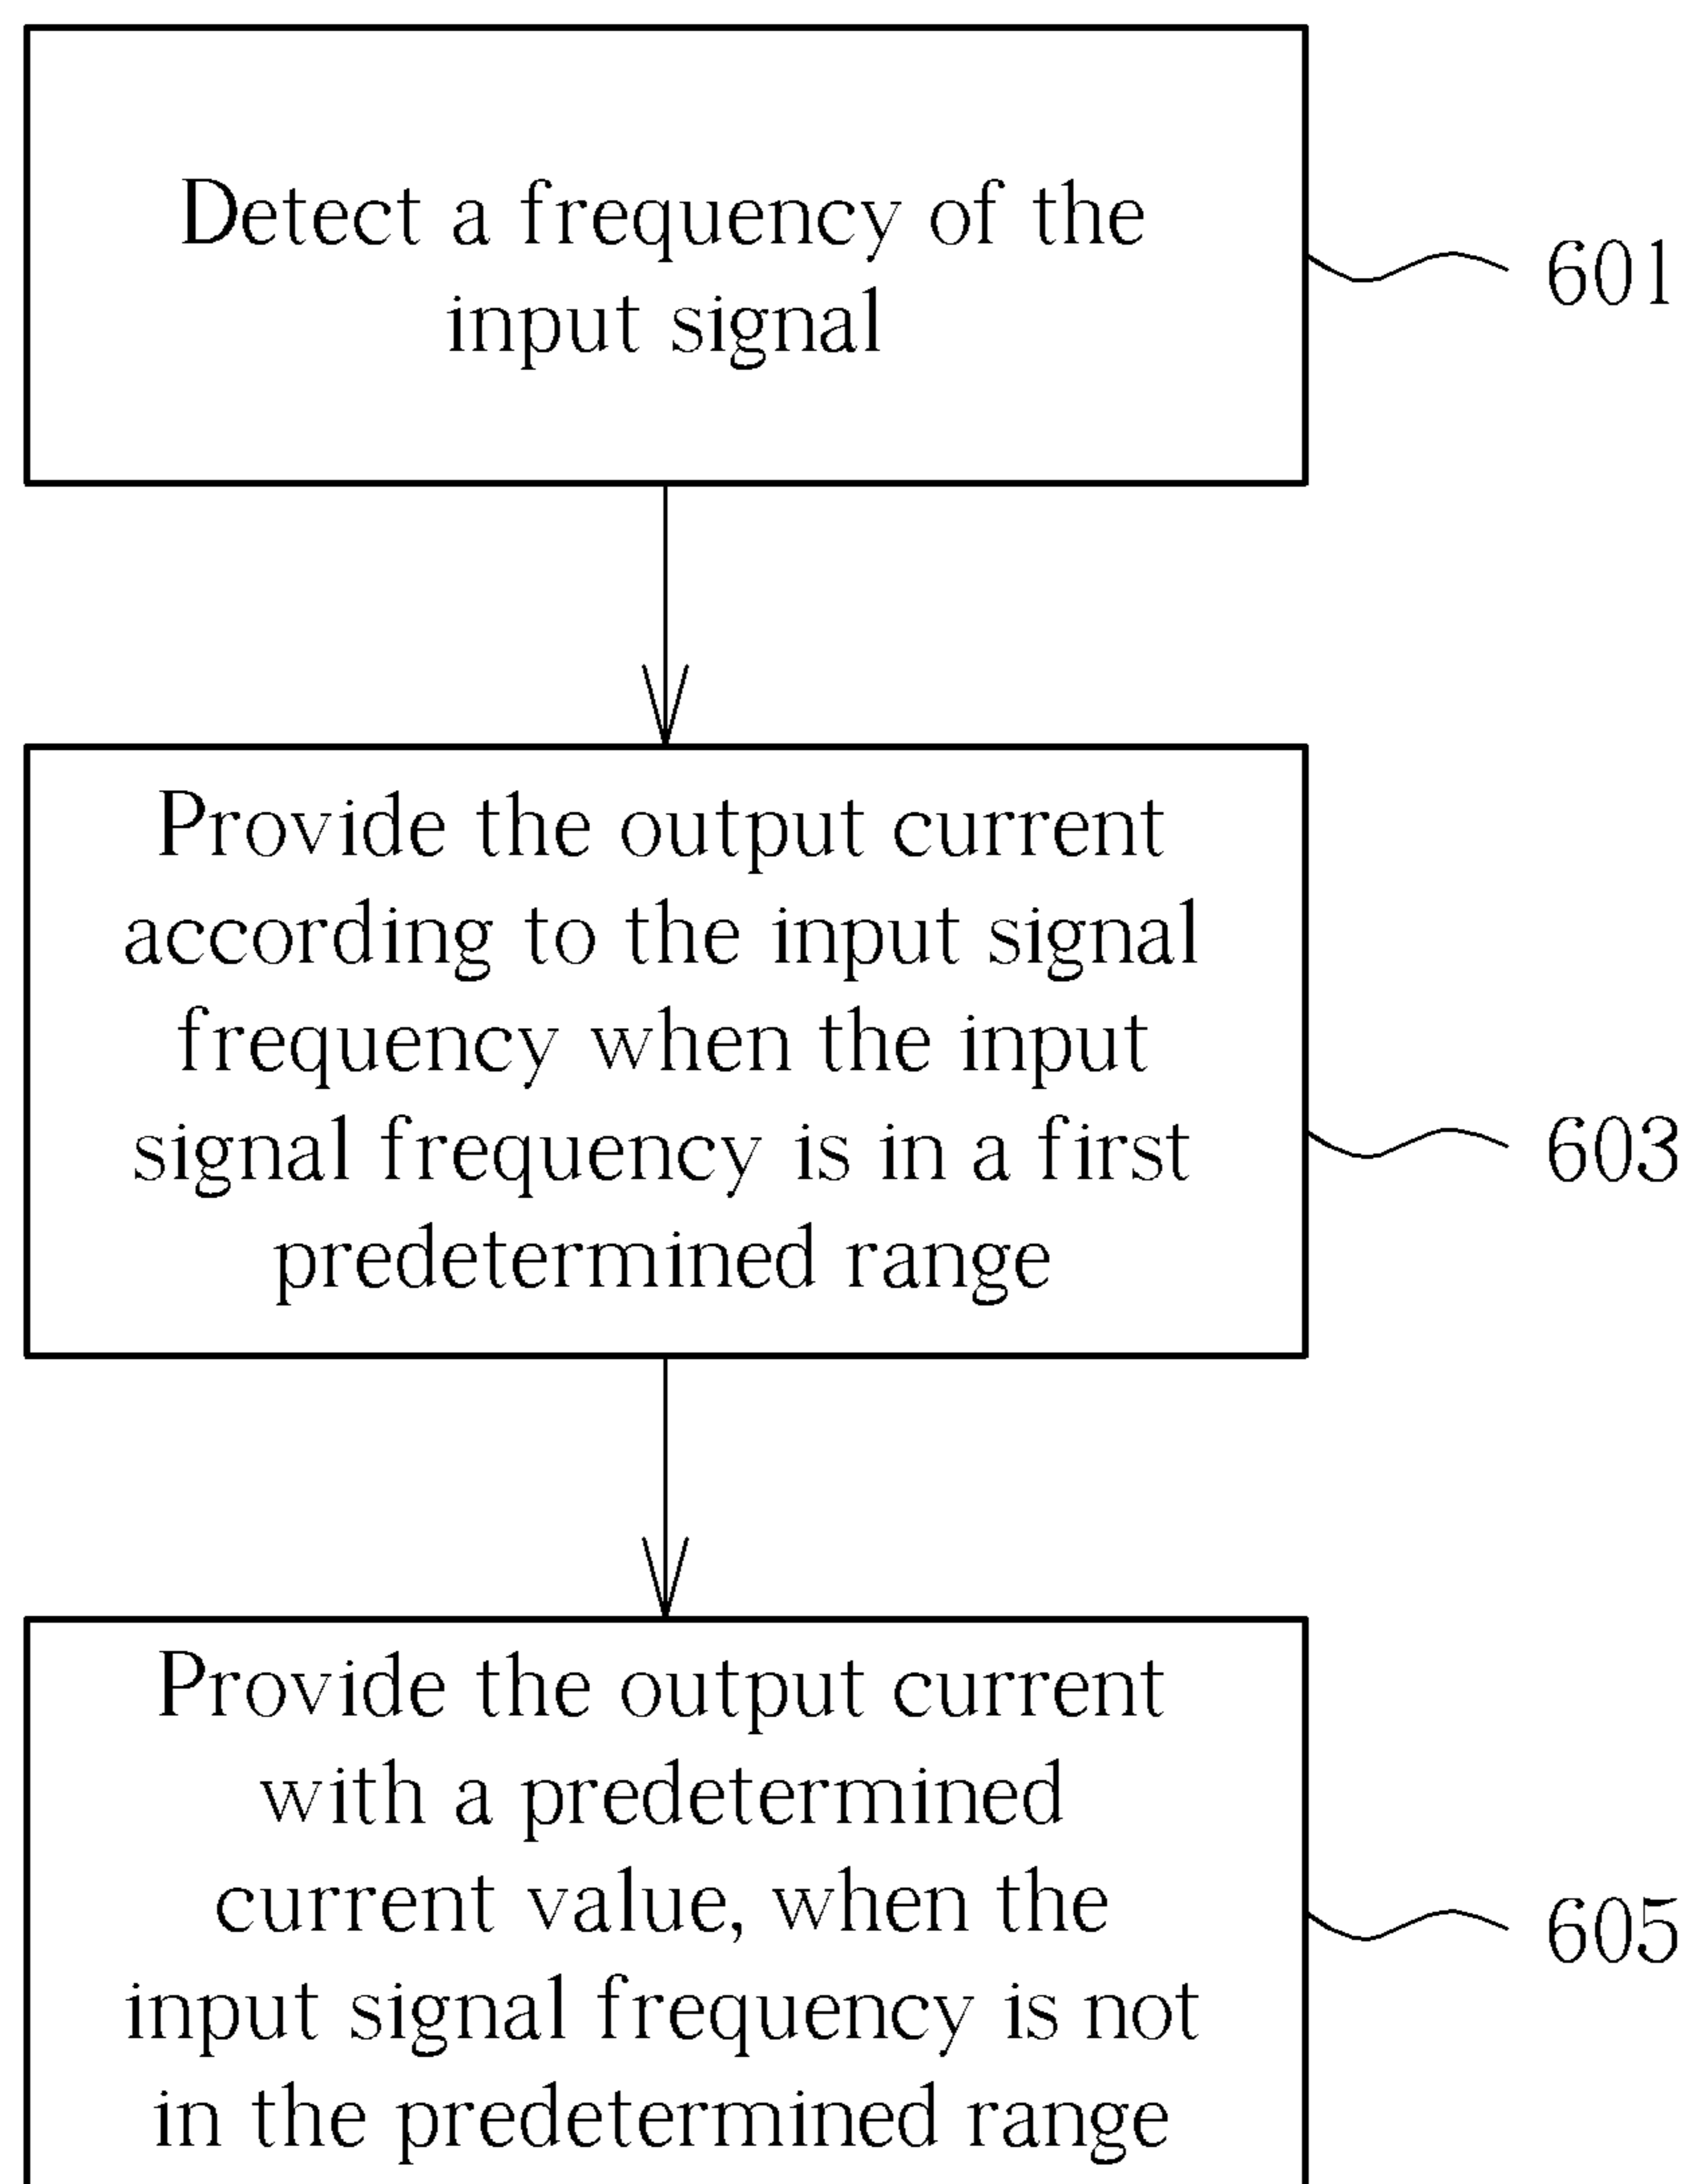 Detect a frequency of the
input signal
601
Provide the output current
according to the input signal
frequency when the input
signal frequency is in a first
predetermined range
603
Provide the output current
with a predetermined
current value, when the
input signal frequency is not
in the predetermined range
605